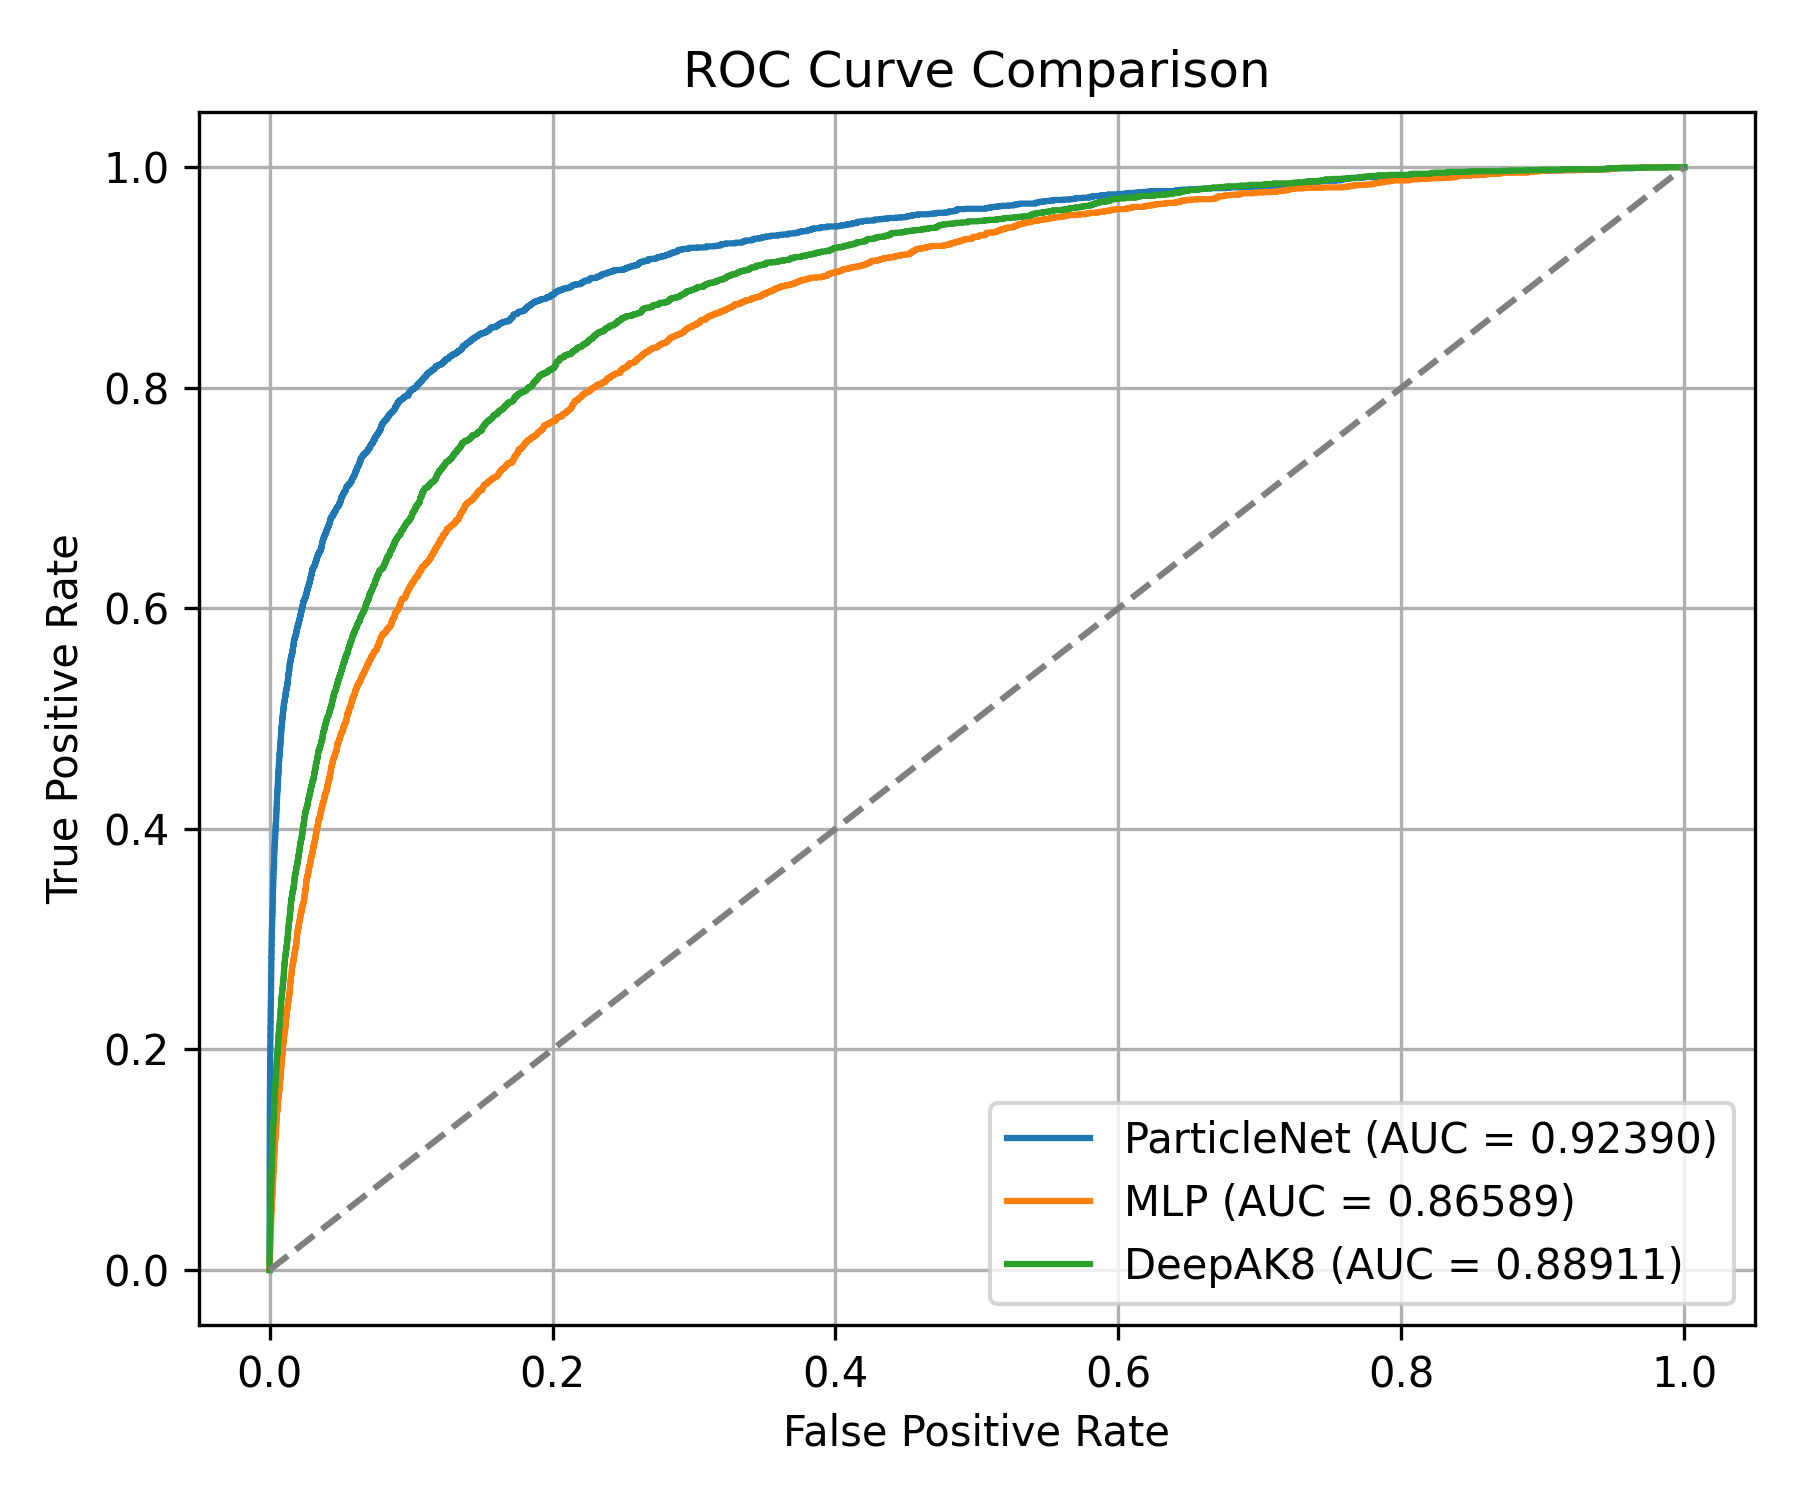 ROC Curve Comparison
True Positive Rate
1.0
0.8
0.6
0.4
0.2
0.0
ParticleNet (AUC = 0.92390)
MLP (AUC = 0.86589)
DeepAK8 (AUC = 0.88911)
0.0 0.2 0.4 0.6 0.8 1.0
False Positive Rate